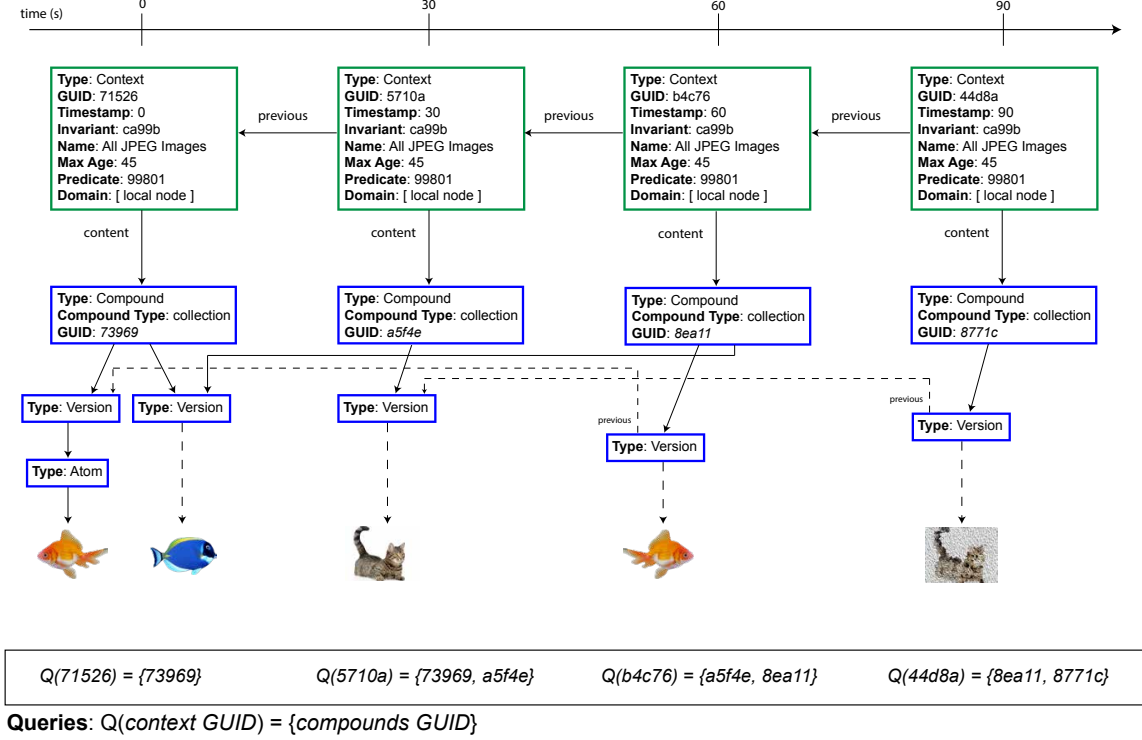 time (s)
0
30
60
90
Type: Context
GUID: 71526
Timestamp: 0
Invariant: ca99b
Name: All JPEG Images
Max Age: 45
Predicate: 99801
Domain: [ local node ]
previous
Type: Context
GUID: 5710a
Timestamp: 30
Invariant: ca99b
Name: All JPEG Images
Max Age: 45
Predicate: 99801
Domain: [ local node ]
previous
Type: Context
GUID: b4c76
Timestamp: 60
Invariant: ca99b
Name: All JPEG Images
Max Age: 45
Predicate: 99801
Domain: [ local node ]
previous
Type: Context
GUID: 44d8a
Timestamp: 90
Invariant: ca99b
Name: All JPEG Images
Max Age: 45
Predicate: 99801
Domain: [ local node ]
content
content
content
content
Type: Compound
Compound Type: collection
GUID: 73969
Type: Compound
Compound Type: collection
GUID: a5f4e
Type: Compound
Compound Type: collection
GUID: 8ea11
Type: Compound
Compound Type: collection
GUID: 8771c
Type: Version
Type: Version
Type: Version
previous
Type: Version
previous
Type: Version
Type: Atom
Q(71526) = {73969}
Q(5710a) = {73969, a5f4e}
Q(b4c76) = {a5f4e, 8ea11}
Q(44d8a) = {8ea11, 8771c}
Queries: Q(context GUID) = {compounds GUID}